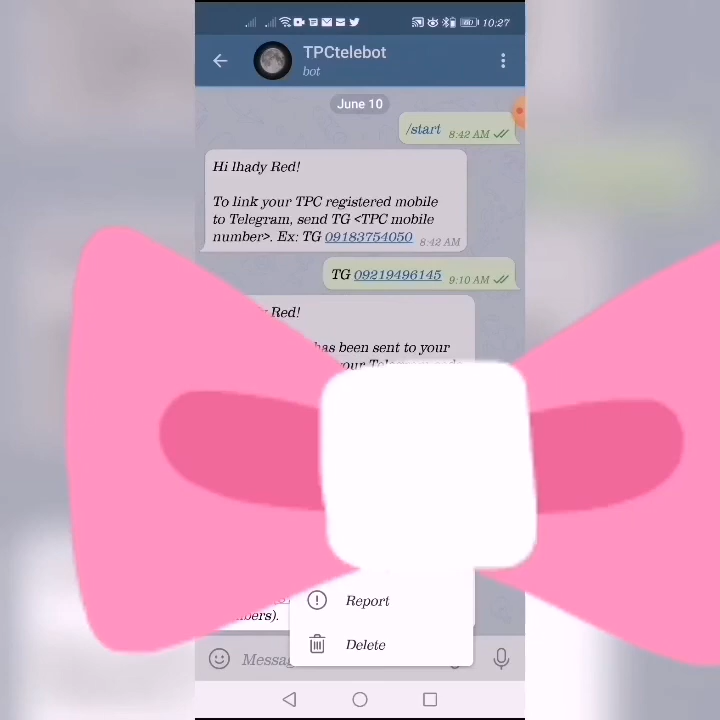 10:27
TPCtelebot
bot
June 10
/start 8:42 AM
Hi lhady Red!
To link your TPC registered mobile
to Telegram, send TG <TPC mobile
number>. Ex: TG 09183754050 8:42 AM
TG 09219496145 9:10 AM
Red!
has been sent to your
your
Report
Delete